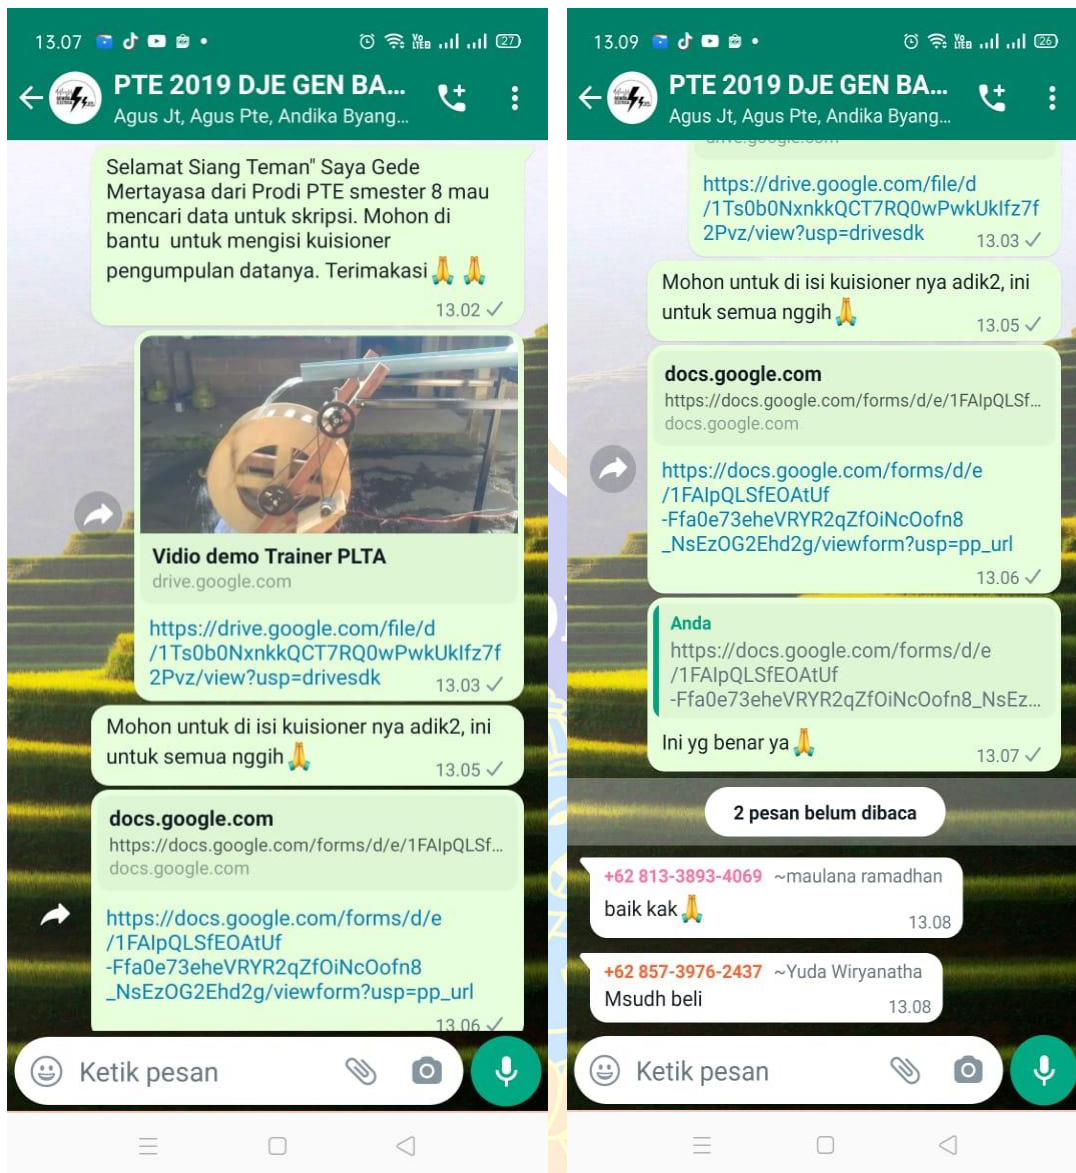 13.07
27
PTE 2019 DJE GEN BA...
Agus Jt, Agus Pte, Andika Byang...
Selamat Siang Teman" Saya Gede
Mertayasa dari Prodi PTE smester 8 mau
mencari data untuk skripsi. Mohon di
bantu untuk mengisi kuisioner
pengumpulan datanya. Terimakasi🙏 🙏
13.02
Vidio demo Trainer PLTA
drive.google.com
https://drive.google.com/file/d
/1Ts0b0NxnkkQCT7RQ0wPwkUkIfz7f
2Pvz/view?usp=drivesdk
13.03
Mohon untuk di isi kuisioner nya adik2, ini
untuk semua nggih🙏
13.05
docs.google.com
https://docs.google.com/forms/d/e/1FAIpQLSf...
docs.google.com
https://docs.google.com/forms/d/e
/1FAIpQLSfEOAtUf
-Ffa0e73eheVRYR2qZfOiNcOofn8
_NsEzOG2Ehd2g/viewform?usp=pp_url
13.06
Ketik pesan
13.09
26
PTE 2019 DJE GEN BA...
Agus Jt, Agus Pte, Andika Byang...
drive.google.com
https://drive.google.com/file/d
/1Ts0b0NxnkkQCT7RQ0wPwkUkIfz7f
2Pvz/view?usp=drivesdk
13.03
Mohon untuk di isi kuisioner nya adik2, ini
untuk semua nggih🙏
13.05
docs.google.com
https://docs.google.com/forms/d/e/1FAIpQLSf...
docs.google.com
https://docs.google.com/forms/d/e
/1FAIpQLSfEOAtUf
-Ffa0e73eheVRYR2qZfOiNcOofn8
_NsEzOG2Ehd2g/viewform?usp=pp_url
13.06
Anda
https://docs.google.com/forms/d/e
/1FAIpQLSfEOAtUf
-Ffa0e73eheVRYR2qZfOiNcOofn8_NsEz...
Ini yg benar ya🙏
13.07
2 pesan belum dibaca
+62 813-3893-4069 ~maulana ramadhan
baik kak🙏
13.08
+62 857-3976-2437 ~Yuda Wiryanatha
Msudh beli
13.08
Ketik pesan